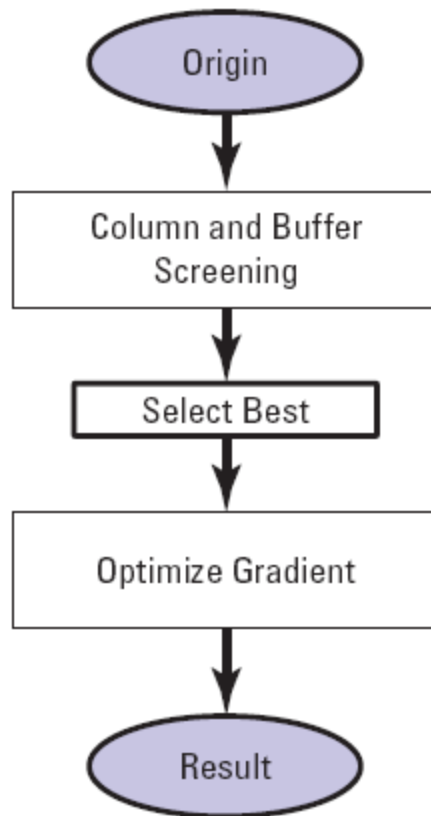 Origin
Column and Buffer
Screening
Select Best
Optimize Gradient
Result